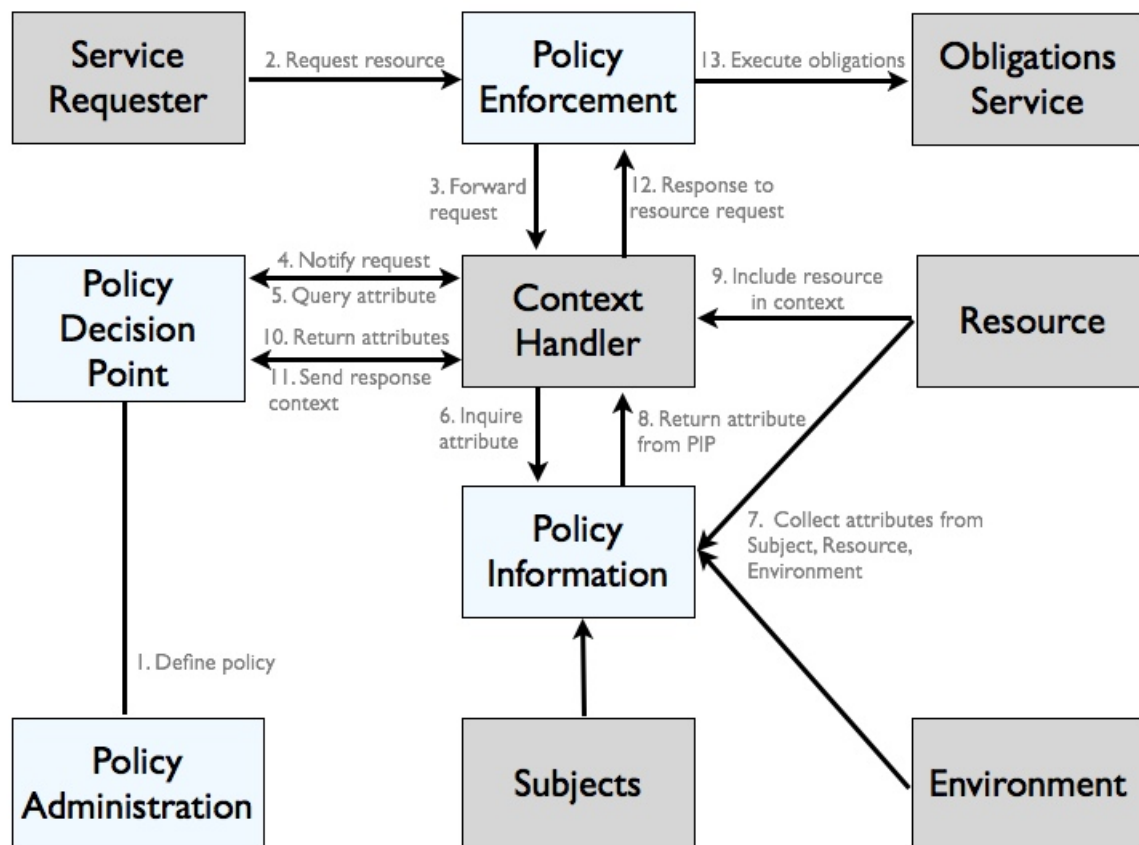 Service
Requester
2. Request resource
Policy
Enforcement
13. Execute obligations
Obligations
Service
3. Forward
request
12. Response to
resource request
Policy
Decision
Point
4. Notify request
5. Query attribute
10. Return attributes
11. Send response
context
Context
Handler
9. Include resource
in context
Resource
6. Inquire
attribute
8. Return attribute
from PIP
Policy
Information
7. Collect attributes from
Subject, Resource,
Environment
1. Define policy
Policy
Administration
Subjects
Environment